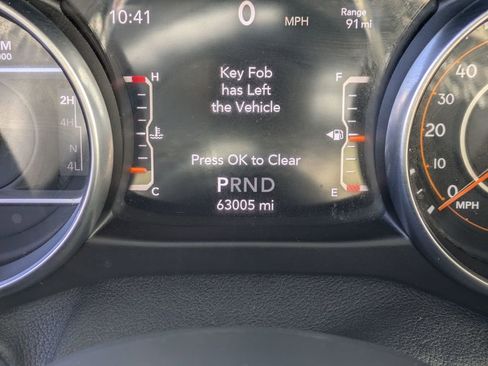 10:41
0 MPH
Range
91 mi
M
000
H
F
Key Fob
has Left
the Vehicle
2H
4H
N
4L
Press OK to Clear
PRND
C
E
63005 mi
40
30
20
10
0
MPH